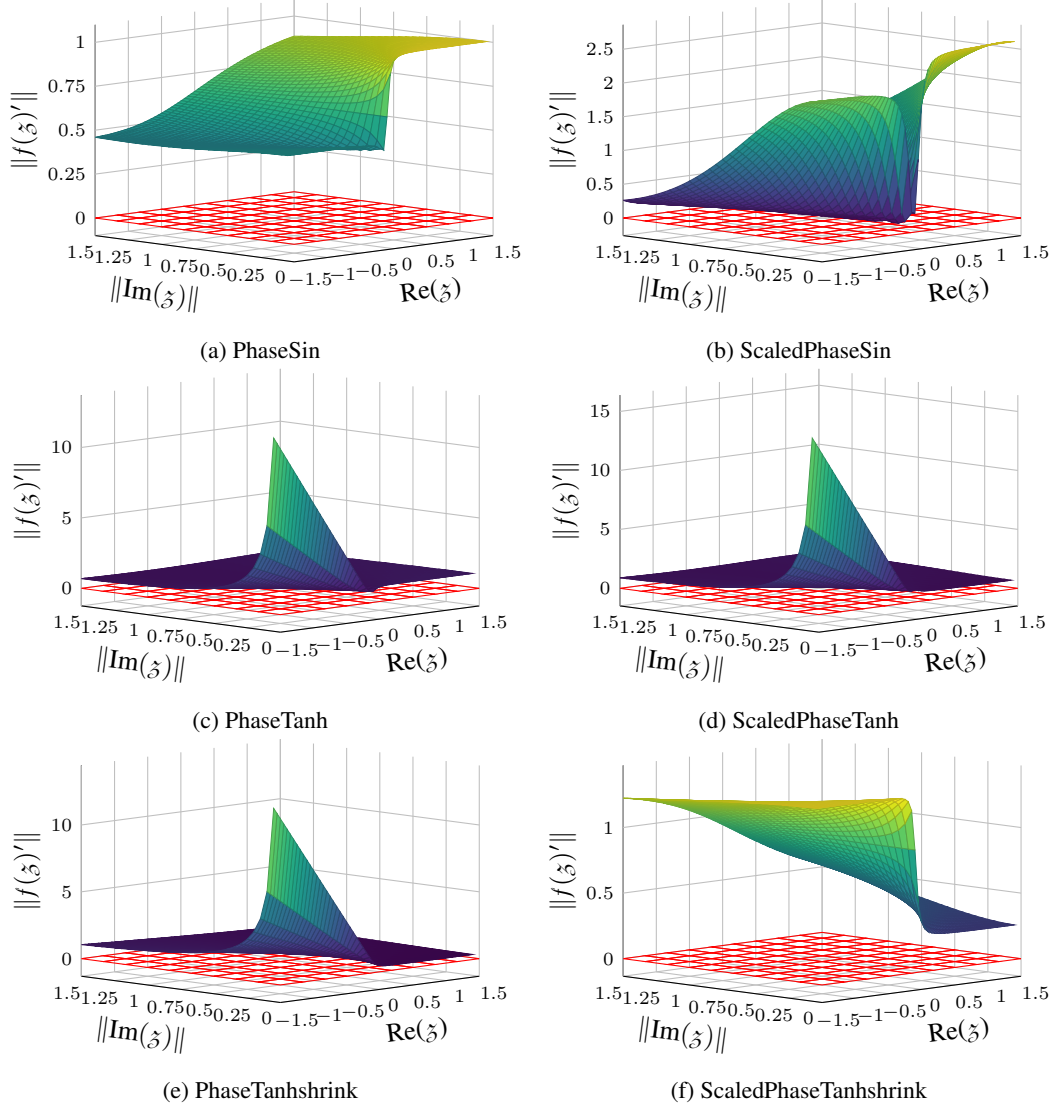 1
0.75
0.5
0.25
0
‖f(𝔷)′‖
1.5 1.25 1 0.75 0.5 0.25 0
‖Im(𝔷)‖
−1.5 −1 −0.5 0 0.5 1 1.5
Re(𝔷)
(a) PhaseSin
2.5
2
1.5
1
0.5
0
‖f(𝔷)′‖
1.5 1.25 1 0.75 0.5 0.25 0
‖Im(𝔷)‖
−1.5 −1 −0.5 0 0.5 1 1.5
Re(𝔷)
(b) ScaledPhaseSin
10
5
0
‖f(𝔷)′‖
1.5 1.25 1 0.75 0.5 0.25 0
‖Im(𝔷)‖
−1.5 −1 −0.5 0 0.5 1 1.5
Re(𝔷)
(c) PhaseTanh
15
10
5
0
‖f(𝔷)′‖
1.5 1.25 1 0.75 0.5 0.25 0
‖Im(𝔷)‖
−1.5 −1 −0.5 0 0.5 1 1.5
Re(𝔷)
(d) ScaledPhaseTanh
10
5
0
‖f(𝔷)′‖
1.5 1.25 1 0.75 0.5 0.25 0
‖Im(𝔷)‖
−1.5 −1 −0.5 0 0.5 1 1.5
Re(𝔷)
(e) PhaseTanhshrink
1
0.5
0
‖f(𝔷)′‖
1.5 1.25 1 0.75 0.5 0.25 0
‖Im(𝔷)‖
−1.5 −1 −0.5 0 0.5 1 1.5
Re(𝔷)
(f) ScaledPhaseTanhshrink